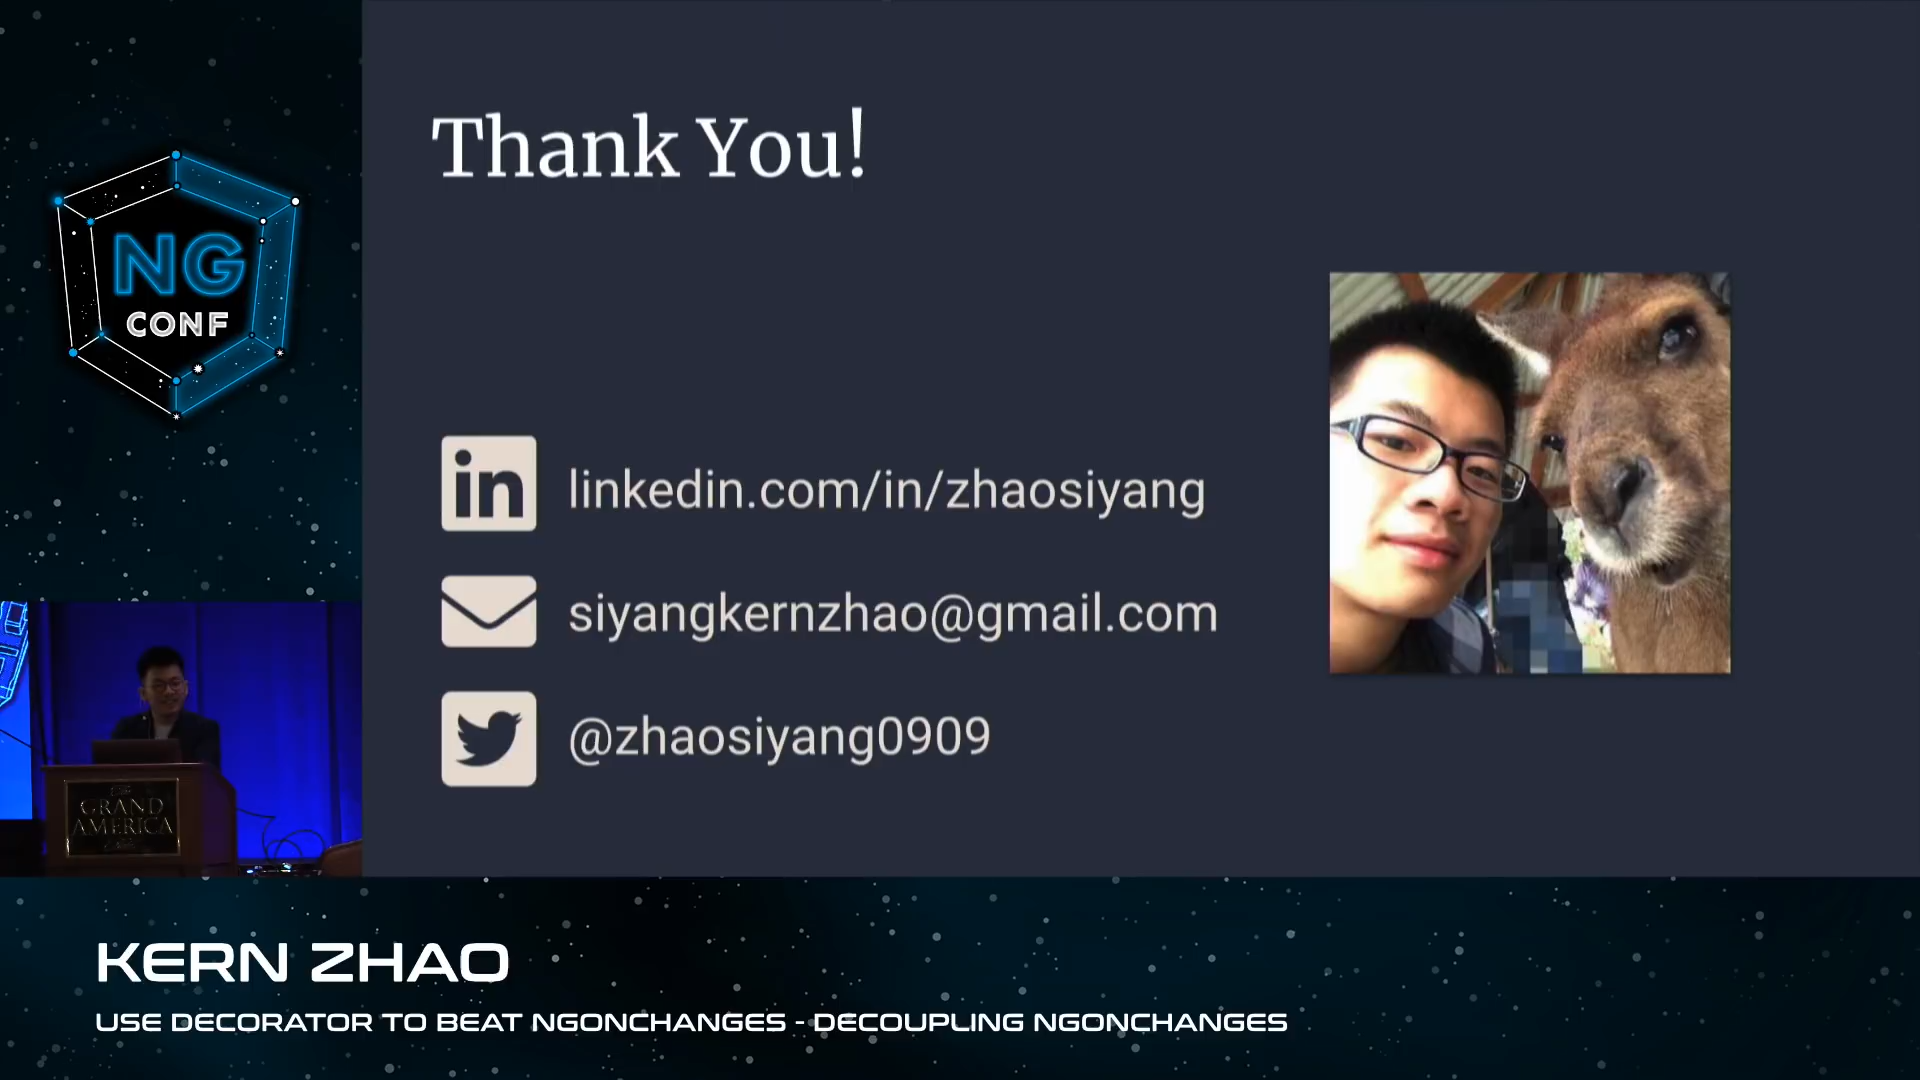 NG
CONF
Thank You!
in
linkedin.com/in/zhaosiyang
siyangkernzhao@gmail.com
@zhaosiyang0909
GRAND
AMERICA
KERN ZHAO
USE DECORATOR TO BEAT NGONCHANGES - DECOUPLING NGONCHANGES